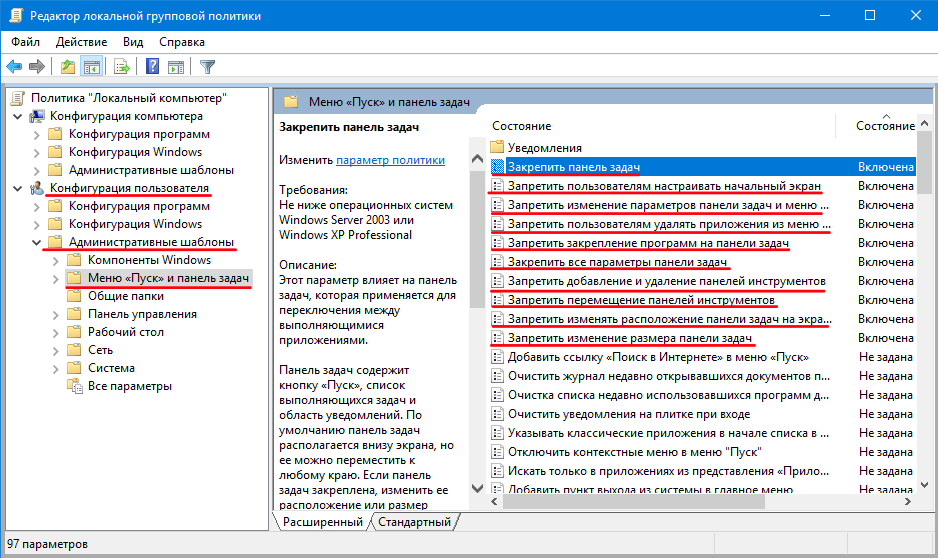 Редактор локальной групповой политики
Файл Действие Вид Справка
Политика "Локальный компьютер"
Конфигурация компьютера
Конфигурация программ
Конфигурация Windows
Административные шаблоны
Конфигурация пользователя
Конфигурация программ
Конфигурация Windows
Административные шаблоны
Компоненты Windows
Меню «Пуск» и панель задач
Общие папки
Панель управления
Рабочий стол
Сеть
Система
Все параметры
Меню «Пуск» и панель задач
Закрепить панель задач
Изменить параметр политики
Требования:
Не ниже операционных систем
Windows Server 2003 или
Windows XP Professional
Описание:
Этот параметр влияет на панель
задач, которая применяется для
переключения между
выполняющимися
приложениями.
Панель задач содержит
кнопку «Пуск», список
выполняющихся задач и
область уведомлений. По
умолчанию панель задач
располагается внизу экрана, но
ее можно переместить к
любому краю. Если панель
задач закреплена, изменить ее
расположение или размер
Состояние Состояние
Уведомления
Закрепить панель задач Включена
Запретить пользователям настраивать начальный экран Включена
Запретить изменение параметров панели задач и меню ... Включена
Запретить пользователям удалять приложения из меню ... Включена
Запретить закрепление программ на панели задач Включена
Закрепить все параметры панели задач Включена
Запретить добавление и удаление панелей инструментов Включена
Запретить перемещение панелей инструментов Включена
Запретить изменять расположение панели задач на экра... Включена
Запретить изменение размера панели задач Включена
Добавить ссылку «Поиск в Интернете» в меню «Пуск» Не задана
Очистить журнал недавно открывавшихся документов п... Не задана
Очистка списка недавно использовавшихся программ д... Не задана
Очистить уведомления на плитке при входе Не задана
Указывать классические приложения в начале списка в ... Не задана
Отключить контекстные меню в меню "Пуск" Не задана
Искать только в приложениях из представления «Прило... Не задана
Добавить пункт выхода из системы в главное меню Не задана
Расширенный Стандартный
97 параметров